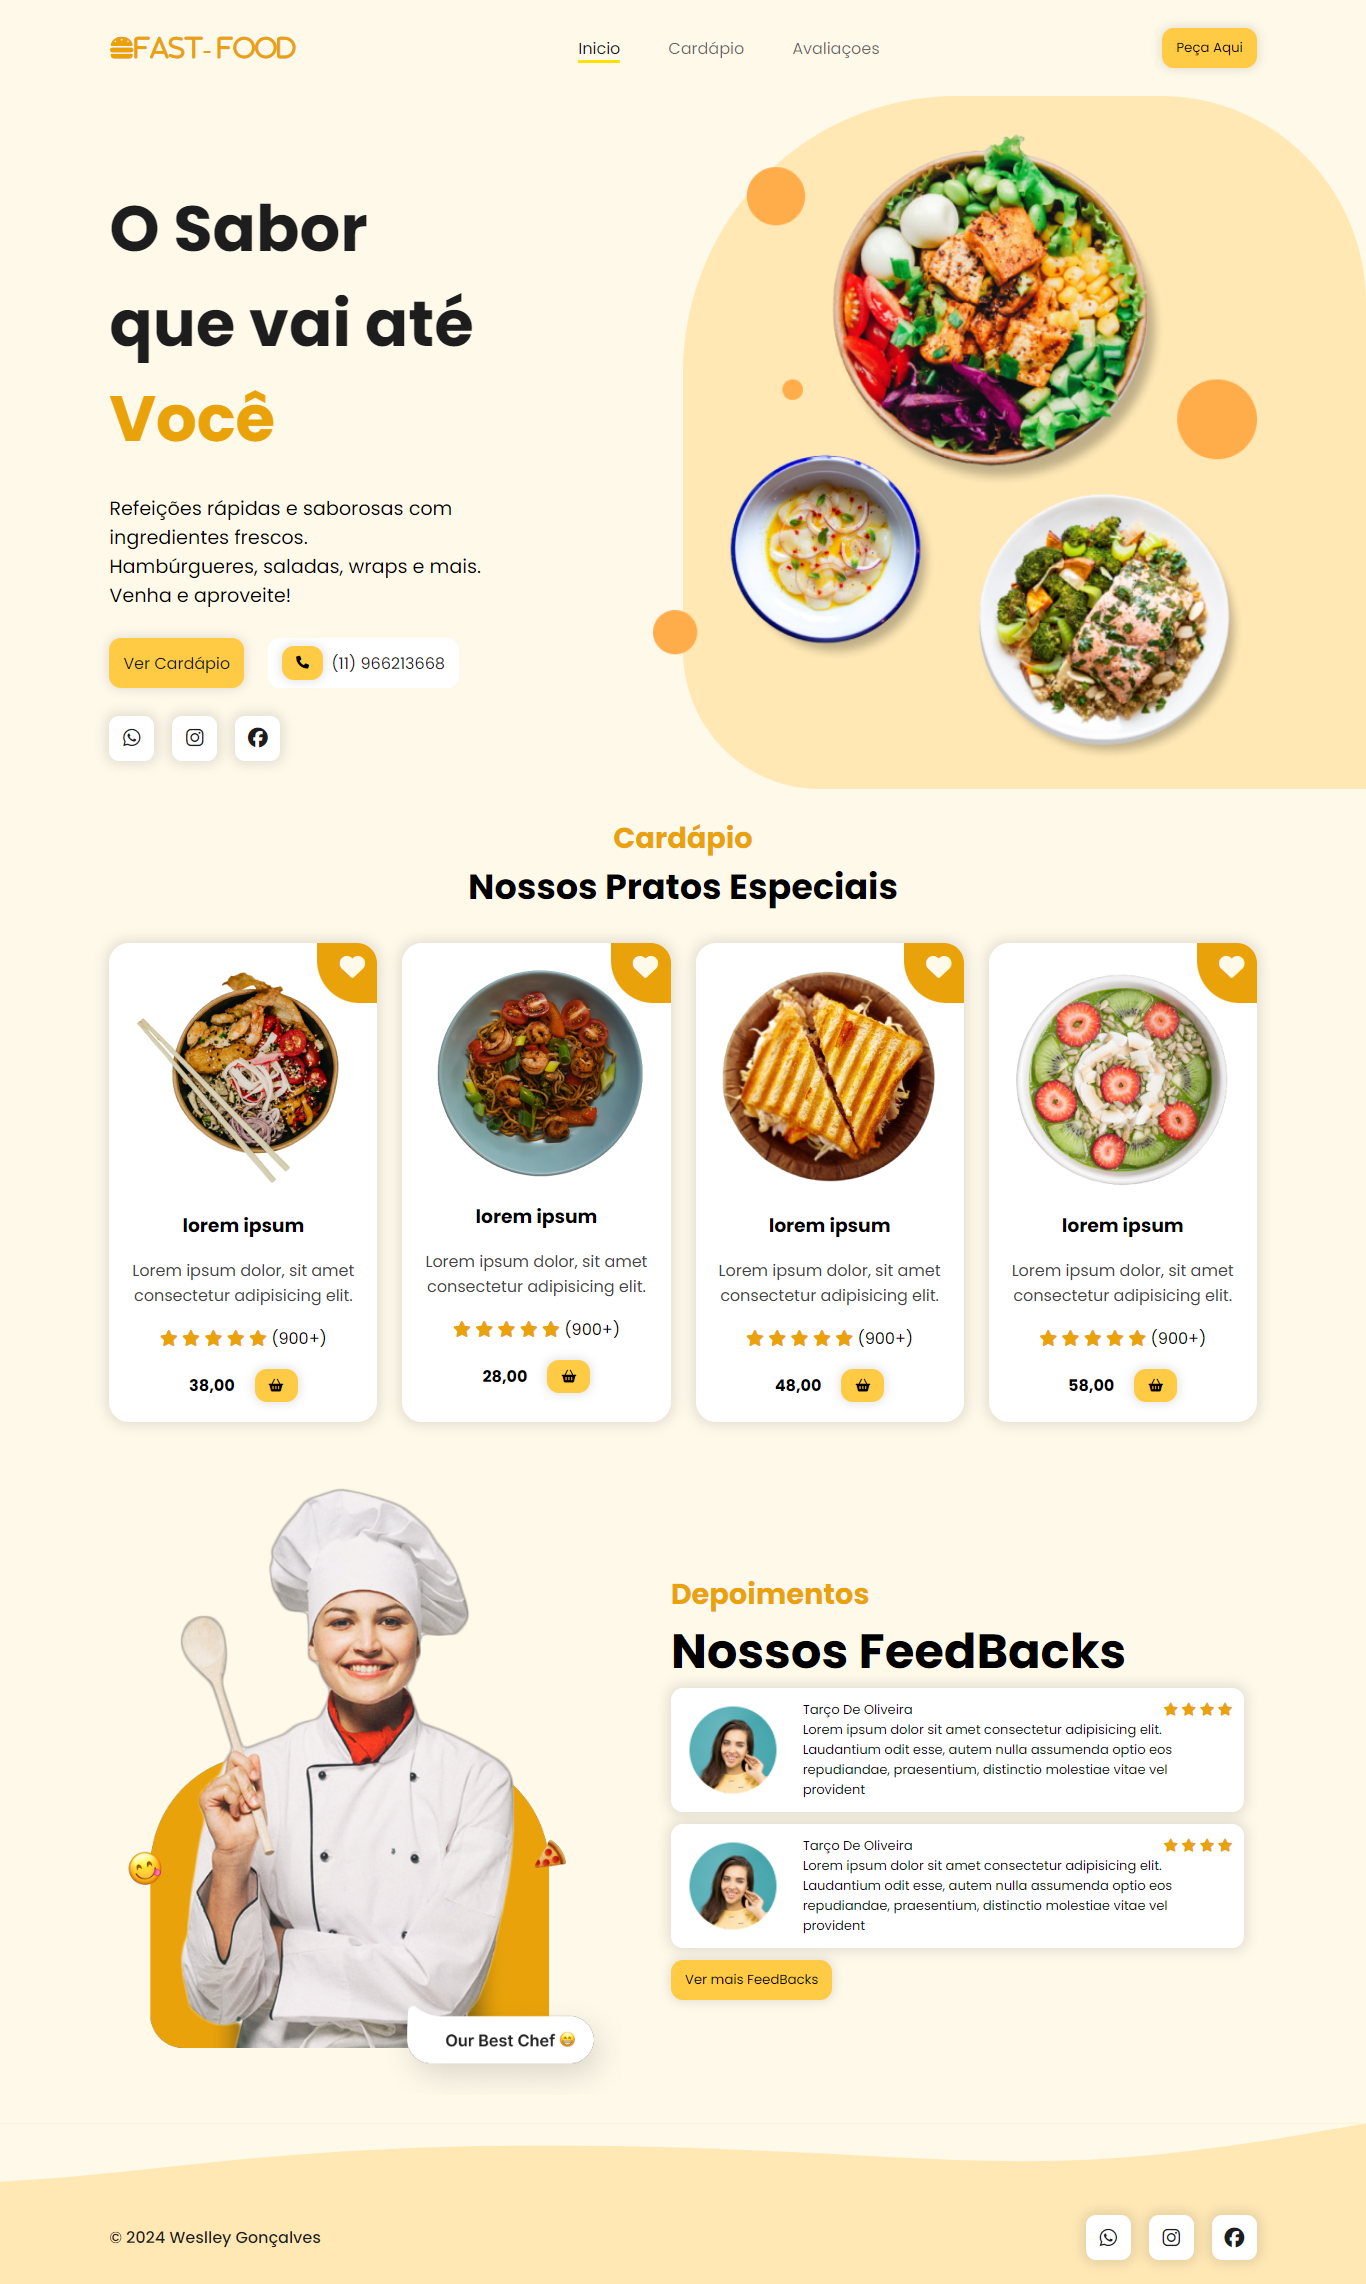 FAST- FOOD
Inicio
Cardápio
Avaliaçoes
Peça Aqui
O Sabor
que vai até
Você
Refeições rápidas e saborosas com
ingredientes frescos.
Hambúrgueres, saladas, wraps e mais.
Venha e aproveite!
Ver Cardápio
(11) 966213668
Cardápio
Nossos Pratos Especiais
lorem ipsum
Lorem ipsum dolor, sit amet
consectetur adipisicing elit.
(900+)
38,00
lorem ipsum
Lorem ipsum dolor, sit amet
consectetur adipisicing elit.
(900+)
28,00
lorem ipsum
Lorem ipsum dolor, sit amet
consectetur adipisicing elit.
(900+)
48,00
lorem ipsum
Lorem ipsum dolor, sit amet
consectetur adipisicing elit.
(900+)
58,00
Our Best Chef 😁
Depoimentos
Nossos FeedBacks
Tarço De Oliveira
Lorem ipsum dolor sit amet consectetur adipisicing elit.
Laudantium odit esse, autem nulla assumenda optio eos
repudiandae, praesentium, distinctio molestiae vitae vel
provident
Tarço De Oliveira
Lorem ipsum dolor sit amet consectetur adipisicing elit.
Laudantium odit esse, autem nulla assumenda optio eos
repudiandae, praesentium, distinctio molestiae vitae vel
provident
Ver mais FeedBacks
© 2024 Weslley Gonçalves